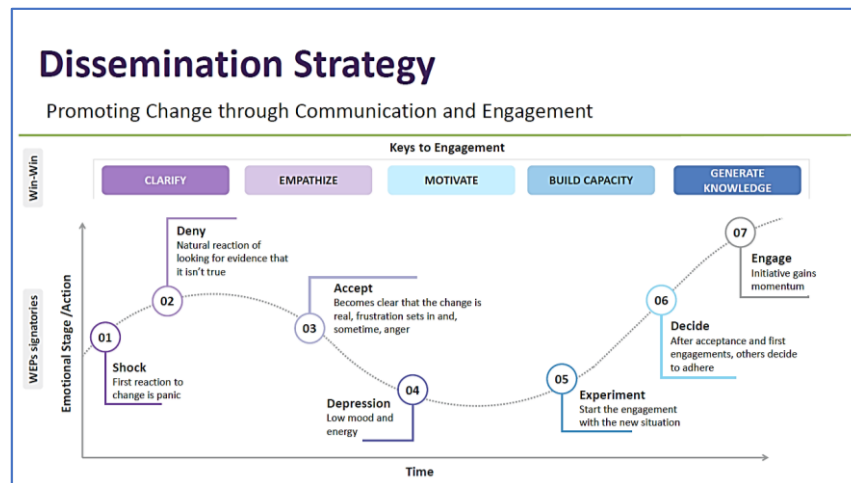 Dissemination Strategy
Promoting Change through Communication and Engagement
Keys to Engagement
Win-Win
CLARIFY
EMPATHIZE
MOTIVATE
BUILD CAPACITY
GENERATE
KNOWLEDGE
WEPs signatories
Emotional Stage /Action
01
Shock
First reaction to
change is panic
02
Deny
Natural reaction of
looking for evidence that
it isn't true
03
Accept
Becomes clear that the change is
real, frustration sets in and,
sometime, anger
04
Depression
Low mood and
energy
05
Experiment
Start the engagement
with the new situation
06
Decide
After acceptance and first
engagements, others decide
to adhere
07
Engage
Initiative gains
momentum
Time